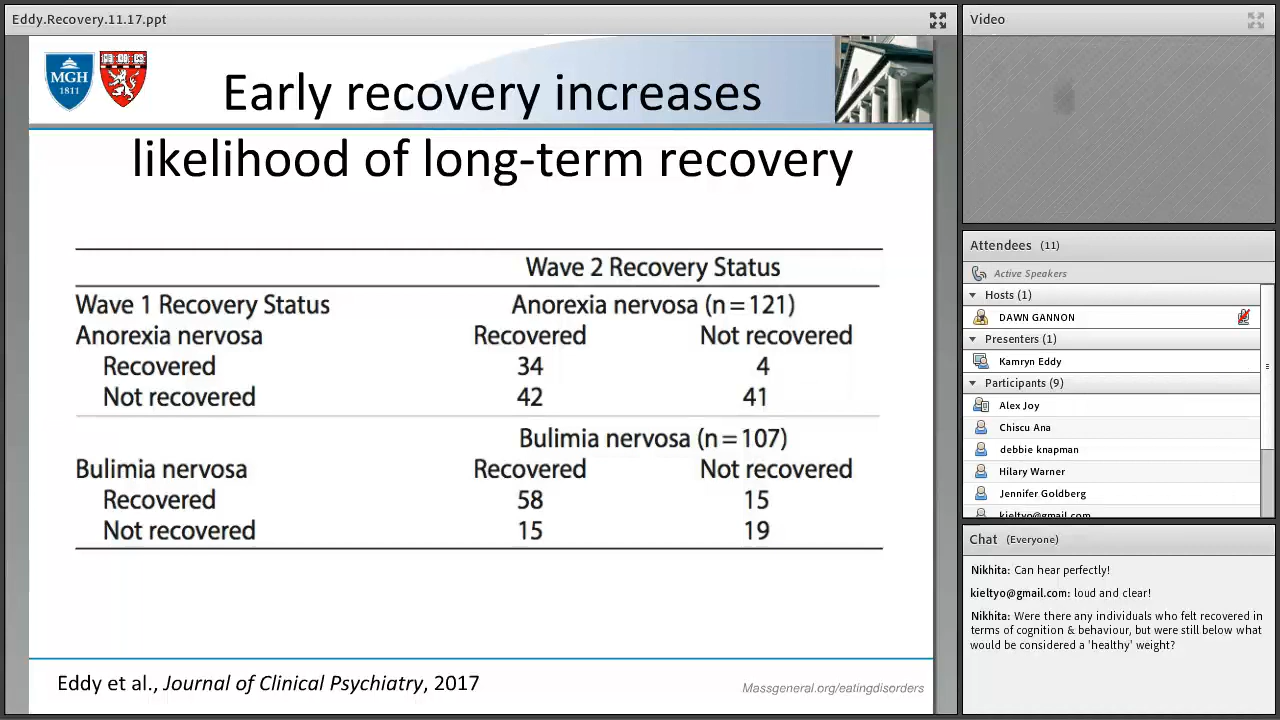 Eddy.Recovery.11.17.ppt
MGH
1811
Early recovery increases
likelihood of long-term recovery
Wave 2 Recovery Status
Wave 1 Recovery Status Anorexia nervosa (n = 121)
Anorexia nervosa Recovered Not recovered
Recovered 34 4
Not recovered 42 41
Bulimia nervosa (n = 107)
Bulimia nervosa Recovered Not recovered
Recovered 58 15
Not recovered 15 19
Eddy et al., Journal of Clinical Psychiatry, 2017
Massgeneral.org/eatingdisorders
Video
Attendees (11)
Active Speakers
Hosts (1)
DAWN GANNON
Presenters (1)
Kamryn Eddy
Participants (9)
Alex Joy
Chiscu Ana
debbie knapman
Hilary Warner
Jennifer Goldberg
kieltyo@gmail.com
Chat (Everyone)
Nikhita: Can hear perfectly!
kieltyo@gmail.com: loud and clear!
Nikhita: Were there any individuals who felt recovered in
terms of cognition & behaviour, but were still below what
would be considered a 'healthy' weight?